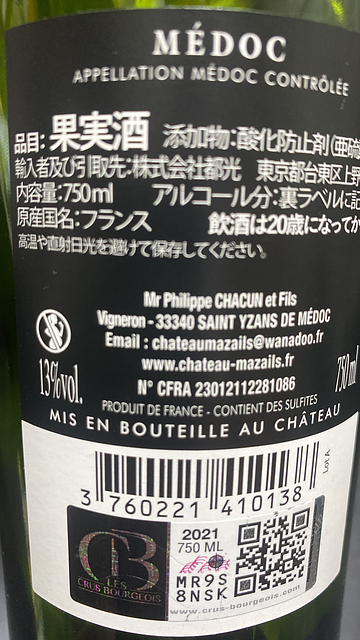 MÉDOC
APPELLATION MÉDOC CONTRÔLÉE
品目:果実酒 添加物:酸化防止剤(亜硫
輸入者及び引取先:株式会社都光 東京都台東区上野
内容量:750ml アルコール分:裏ラベルに記
原産国名:フランス 飲酒は20歳になってか
高温や直射日光を避けて保存してください。
Mr Philippe CHACUN et Fils
Vigneron - 33340 SAINT YZANS DE MÉDOC
Email : chateaumazails@wanadoo.fr
www.chateau-mazails.fr
13%vol.
750 ml
N° CFRA 23012112281086
PRODUIT DE FRANCE - CONTIENT DES SULFITES
MIS EN BOUTEILLE AU CHÂTEAU
Lot A
3 760221 410138
CB
LES
CRUS BOURGEOIS
2021
750 ML
MR9S
8NSK
www.crus-bourgeois.com